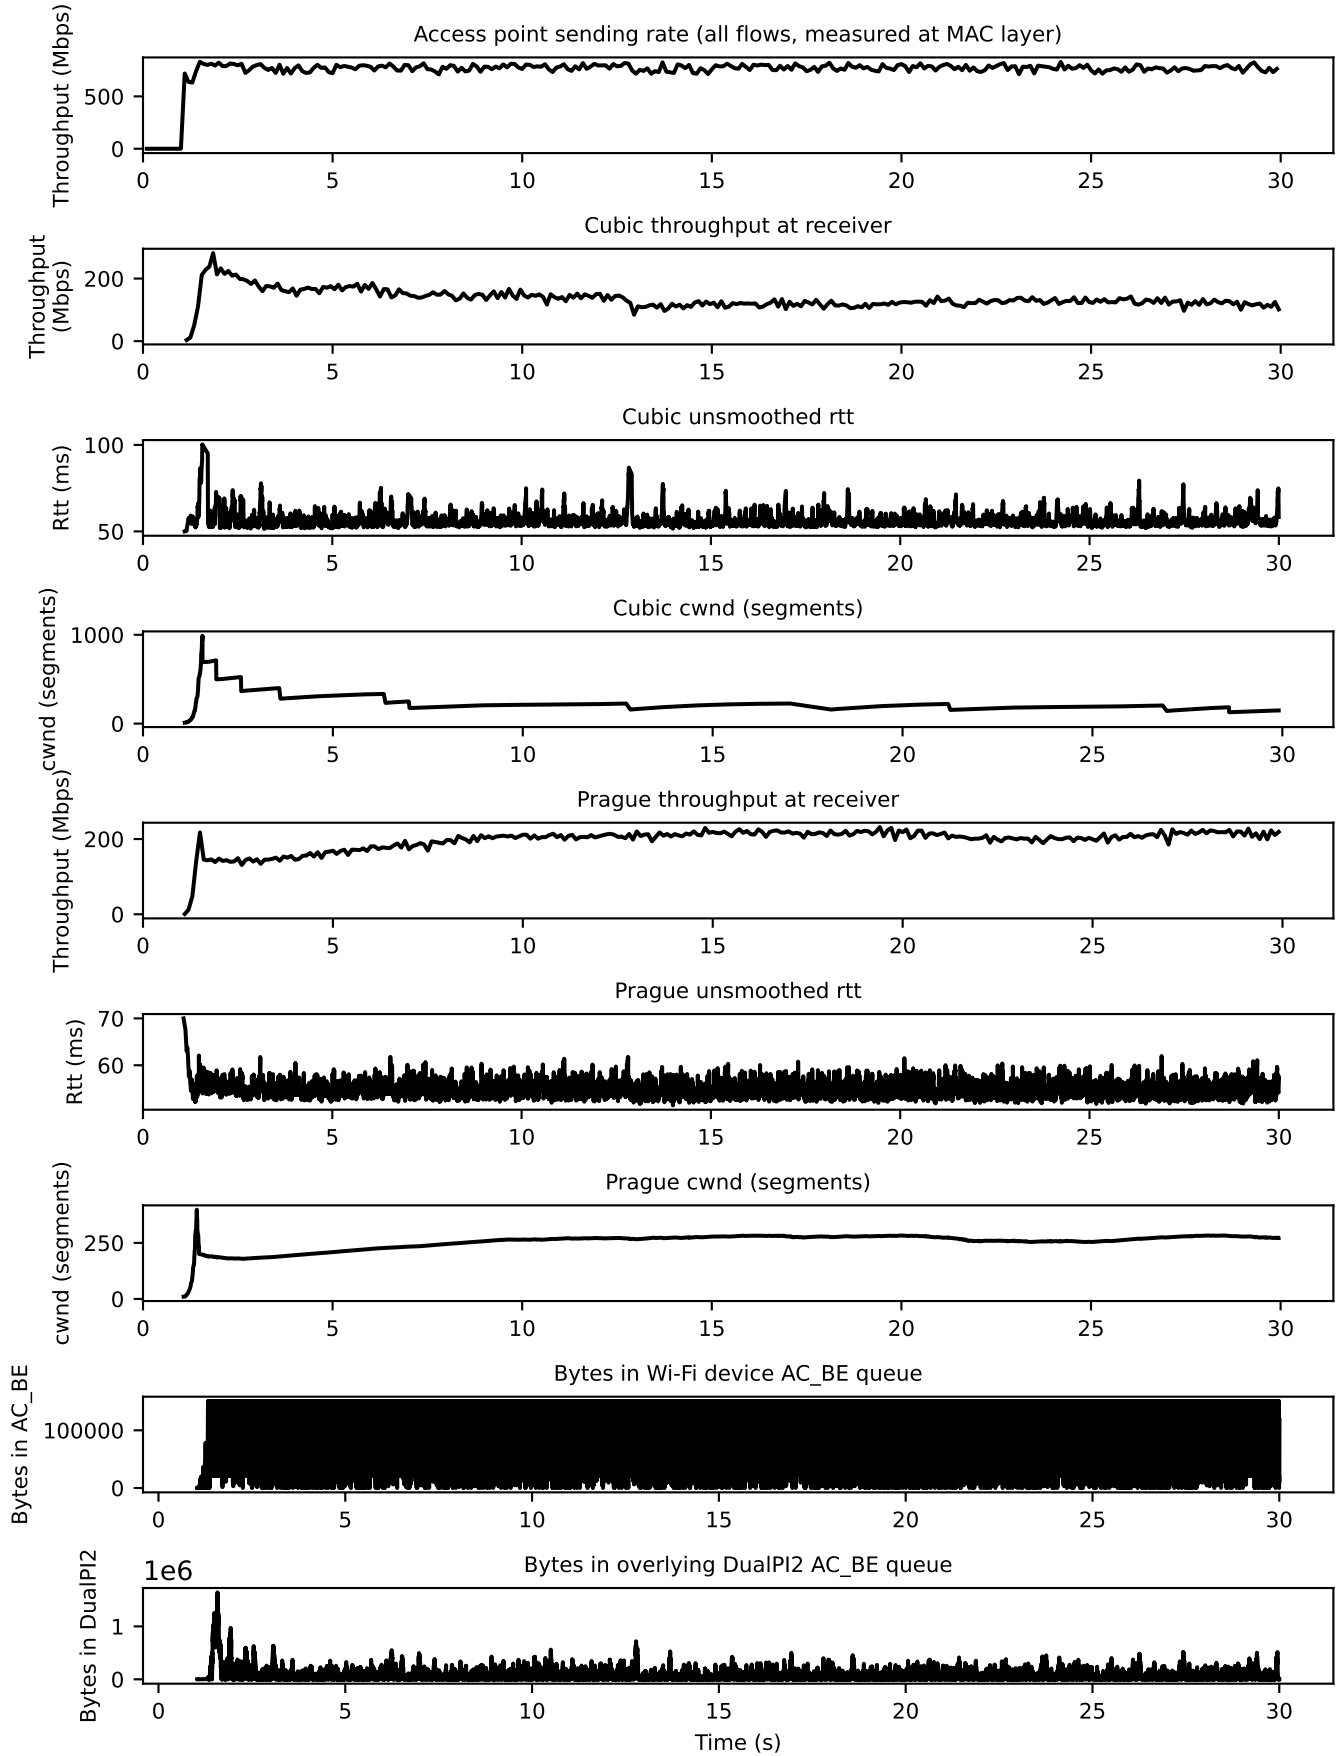 Access point sending rate (all flows, measured at MAC layer)
Throughput (Mbps)
500
0
0 5 10 15 20 25 30
Cubic throughput at receiver
Throughput
(Mbps)
200
0
0 5 10 15 20 25 30
Cubic unsmoothed rtt
Rtt (ms)
100
50
0 5 10 15 20 25 30
Cubic cwnd (segments)
cwnd (segments)
1000
0
0 5 10 15 20 25 30
Prague throughput at receiver
Throughput (Mbps)
200
0
0 5 10 15 20 25 30
Prague unsmoothed rtt
Rtt (ms)
70
60
0 5 10 15 20 25 30
Prague cwnd (segments)
cwnd (segments)
250
0
0 5 10 15 20 25 30
Bytes in Wi-Fi device AC_BE queue
Bytes in AC_BE
100000
0
0 5 10 15 20 25 30
Bytes in overlying DualPI2 AC_BE queue
1e6
Bytes in DualPI2
1
0
0 5 10 15 20 25 30
Time (s)